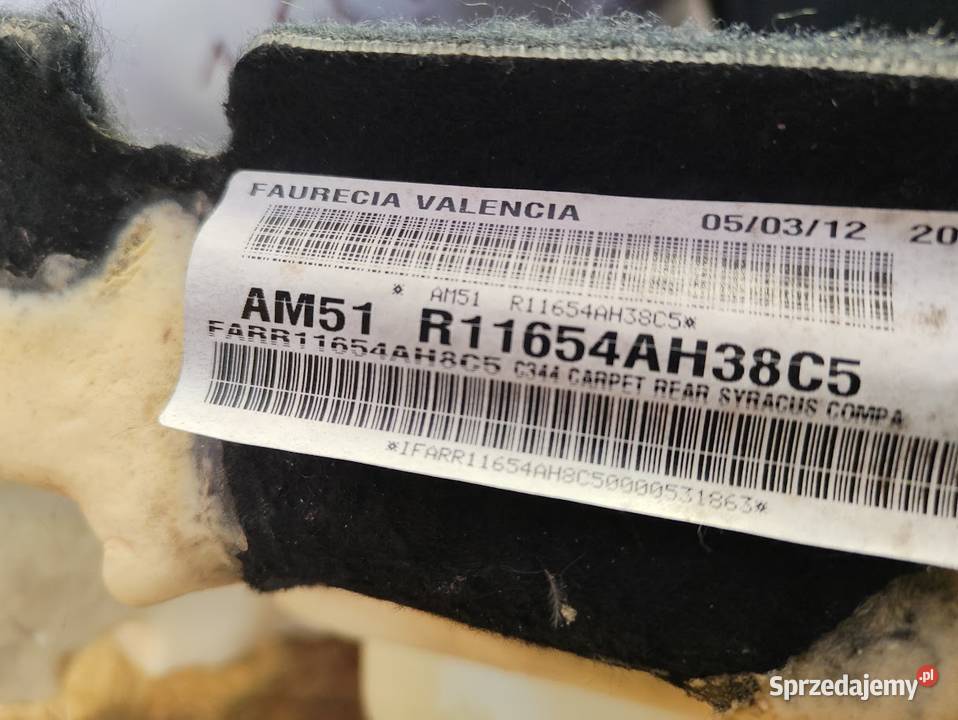 FAURECIA VALENCIA 05/03/12 20
* AM51 R11654AH38C5*
AM51 R11654AH38C5
FARR11654AH8C5 C344 CARPET REAR SYRACUS COMPA
*IFARR11654AH8C50000531863*
Sprzedajemy.pl